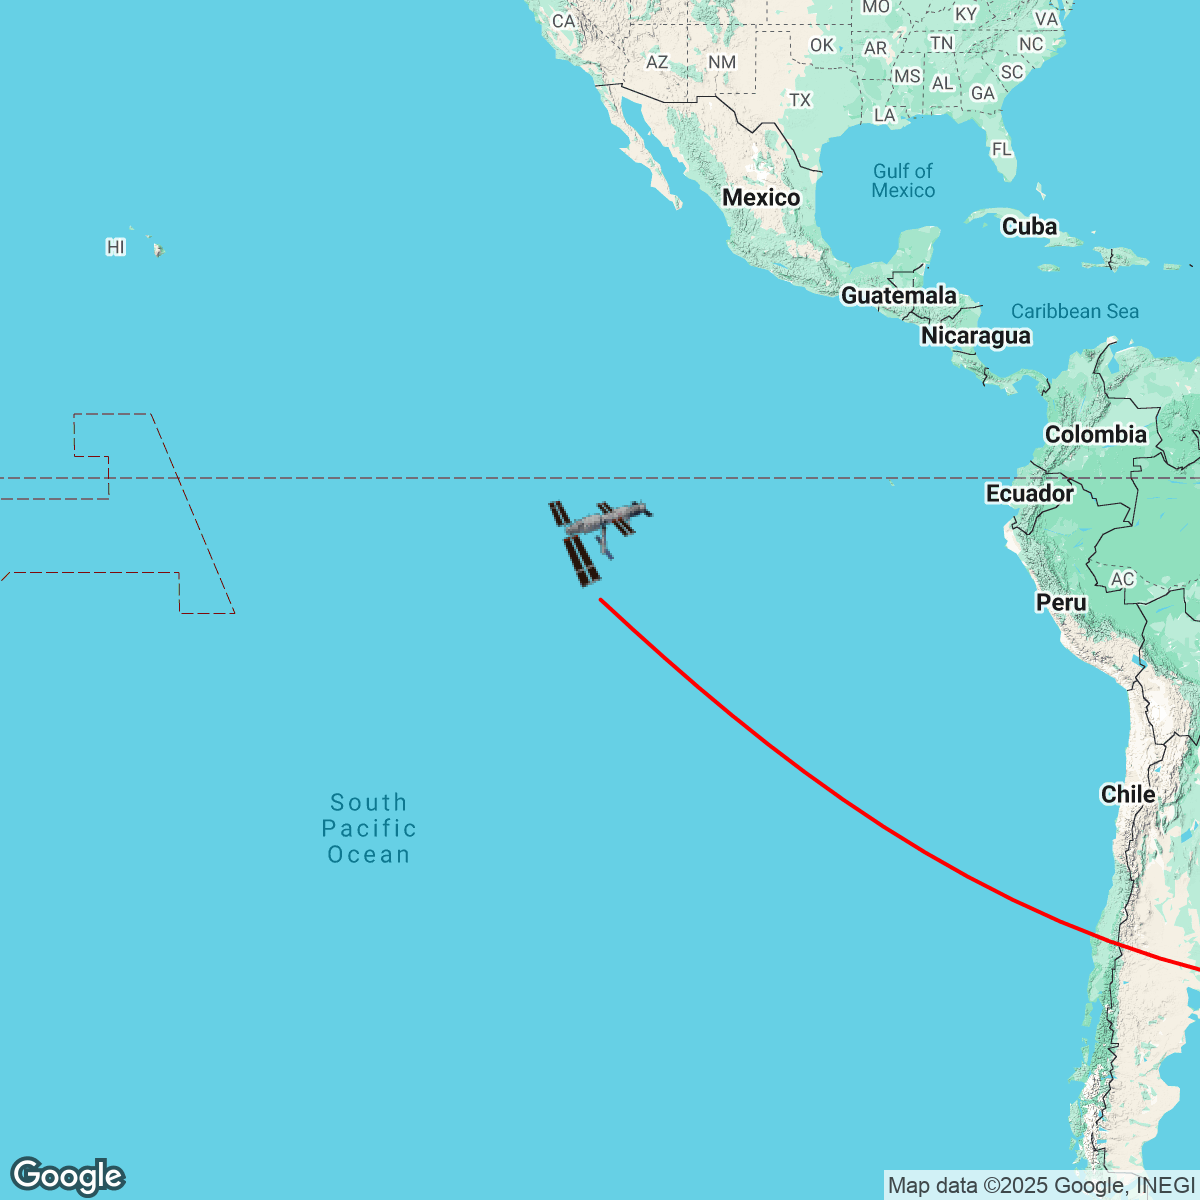 MO
KY
VA
CA
OK
AR
TN
NC
AZ
NM
MS
AL
SC
GA
TX
LA
FL
Gulf of
Mexico
Mexico
Cuba
HI
Guatemala
Caribbean Sea
Nicaragua
Colombia
Ecuador
AC
Peru
Chile
South
Pacific
Ocean
Google
Map data ©2025 Google, INEGI